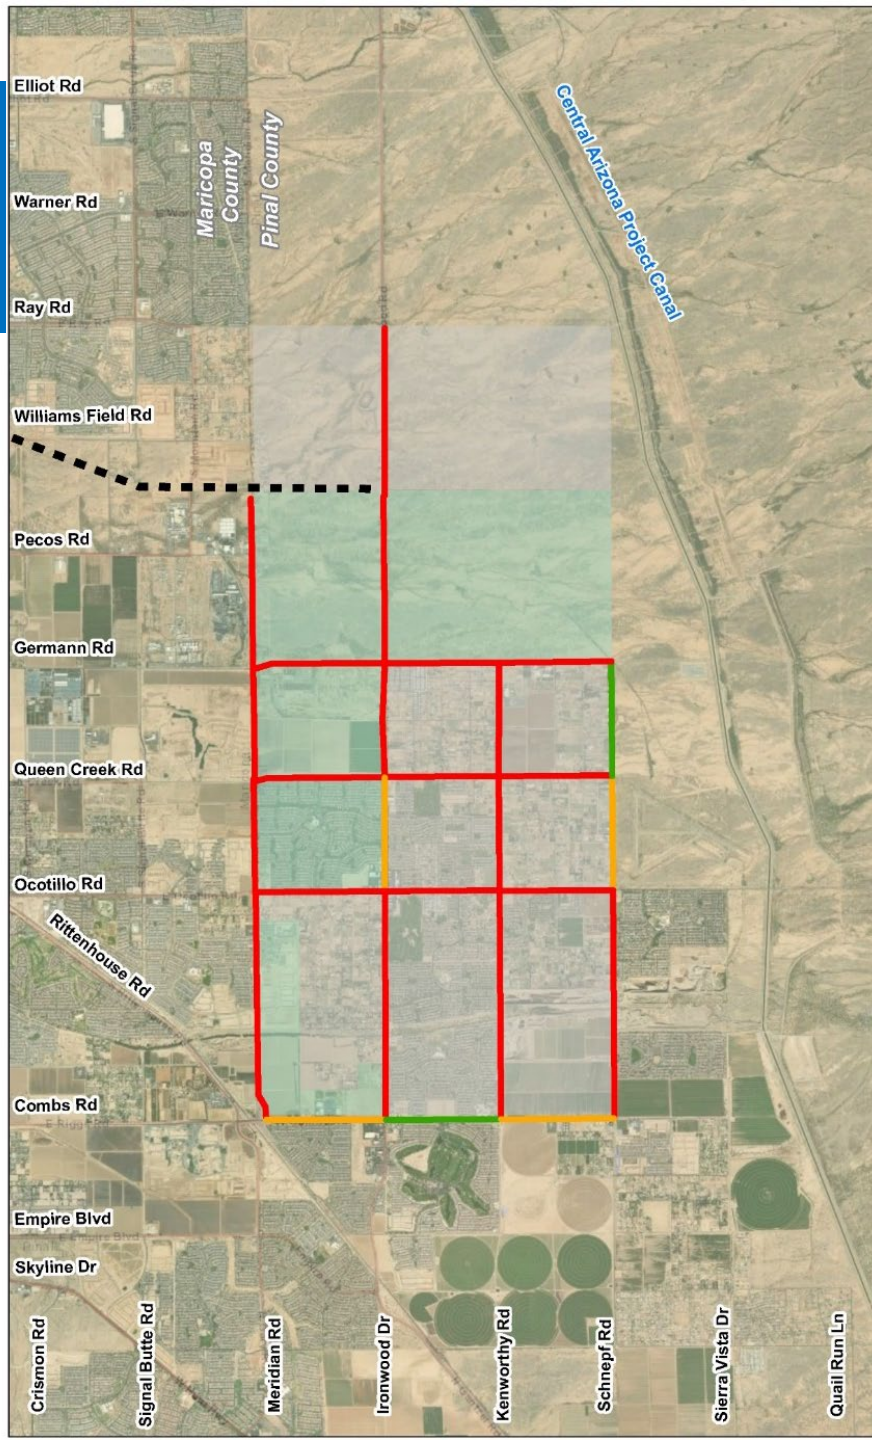 Elliot Rd
Central Arizona Project Canal
Maricopa
County
Pinal County
Warner Rd
Ray Rd
Williams Field Rd
Pecos Rd
Germann Rd
Queen Creek Rd
Ocotillo Rd
Rittenhouse Rd
Combs Rd
Empire Blvd
Skyline Dr
Crismon Rd
Signal Butte Rd
Meridian Rd
Ironwood Dr
Kenworthy Rd
Schnepf Rd
Sierra Vista Dr
Quail Run Ln